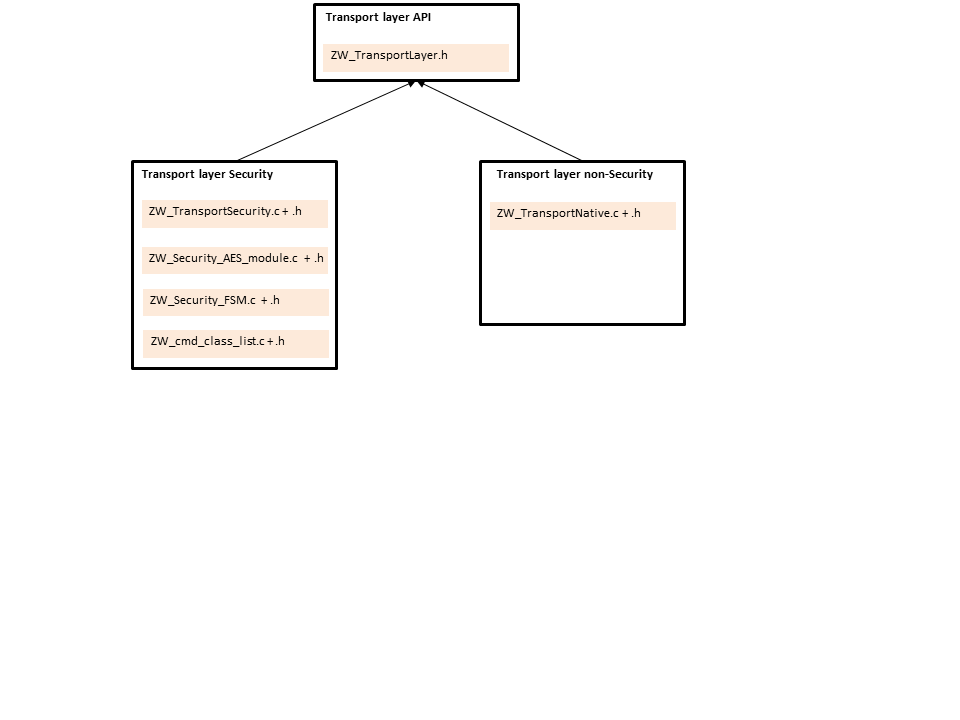 Transport layer API
ZW_TransportLayer.h
Transport layer Security
ZW_TransportSecurity.c + .h
ZW_Security_AES_module.c + .h
ZW_Security_FSM.c + .h
ZW_cmd_class_list.c + .h
Transport layer non-Security
ZW_TransportNative.c + .h